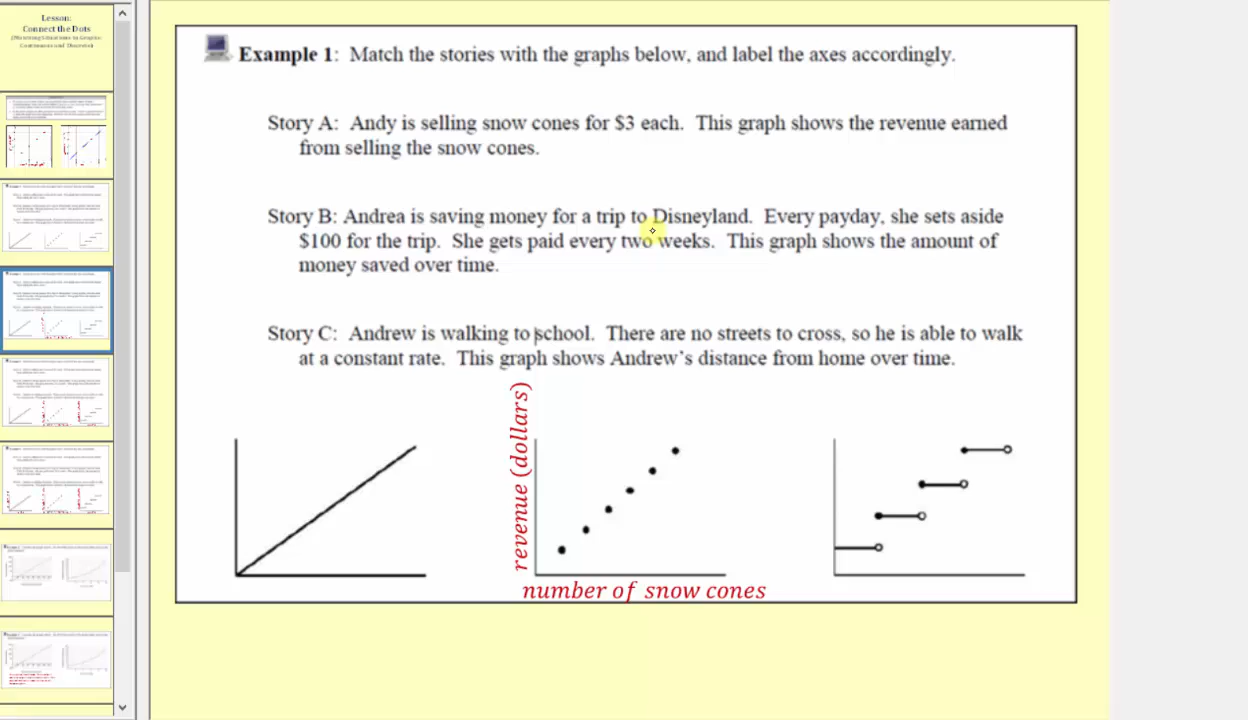 Lesson:
Connect the Dots
Example 1: Match the stories with the graphs below, and label the axes accordingly.
Story A: Andy is selling snow cones for $3 each. This graph shows the revenue earned
from selling the snow cones.
Story B: Andrea is saving money for a trip to Disneyland. Every payday, she sets aside
$100 for the trip. She gets paid every two weeks. This graph shows the amount of
money saved over time.
Story C: Andrew is walking to school. There are no streets to cross, so he is able to walk
at a constant rate. This graph shows Andrew's distance from home over time.
revenue (dollars)
number of snow cones